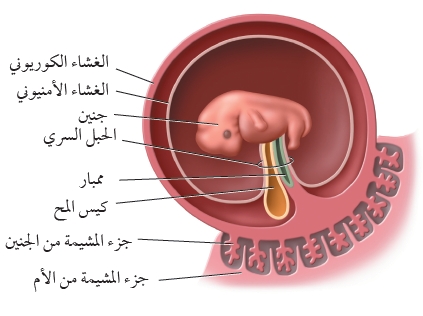 الغشاء الكوريوني
الغشاء الأمنيوني
جنين
الحبل السري
ممبار
كيس المح
جزء المشيمة من الجنين
جزء المشيمة من الأم